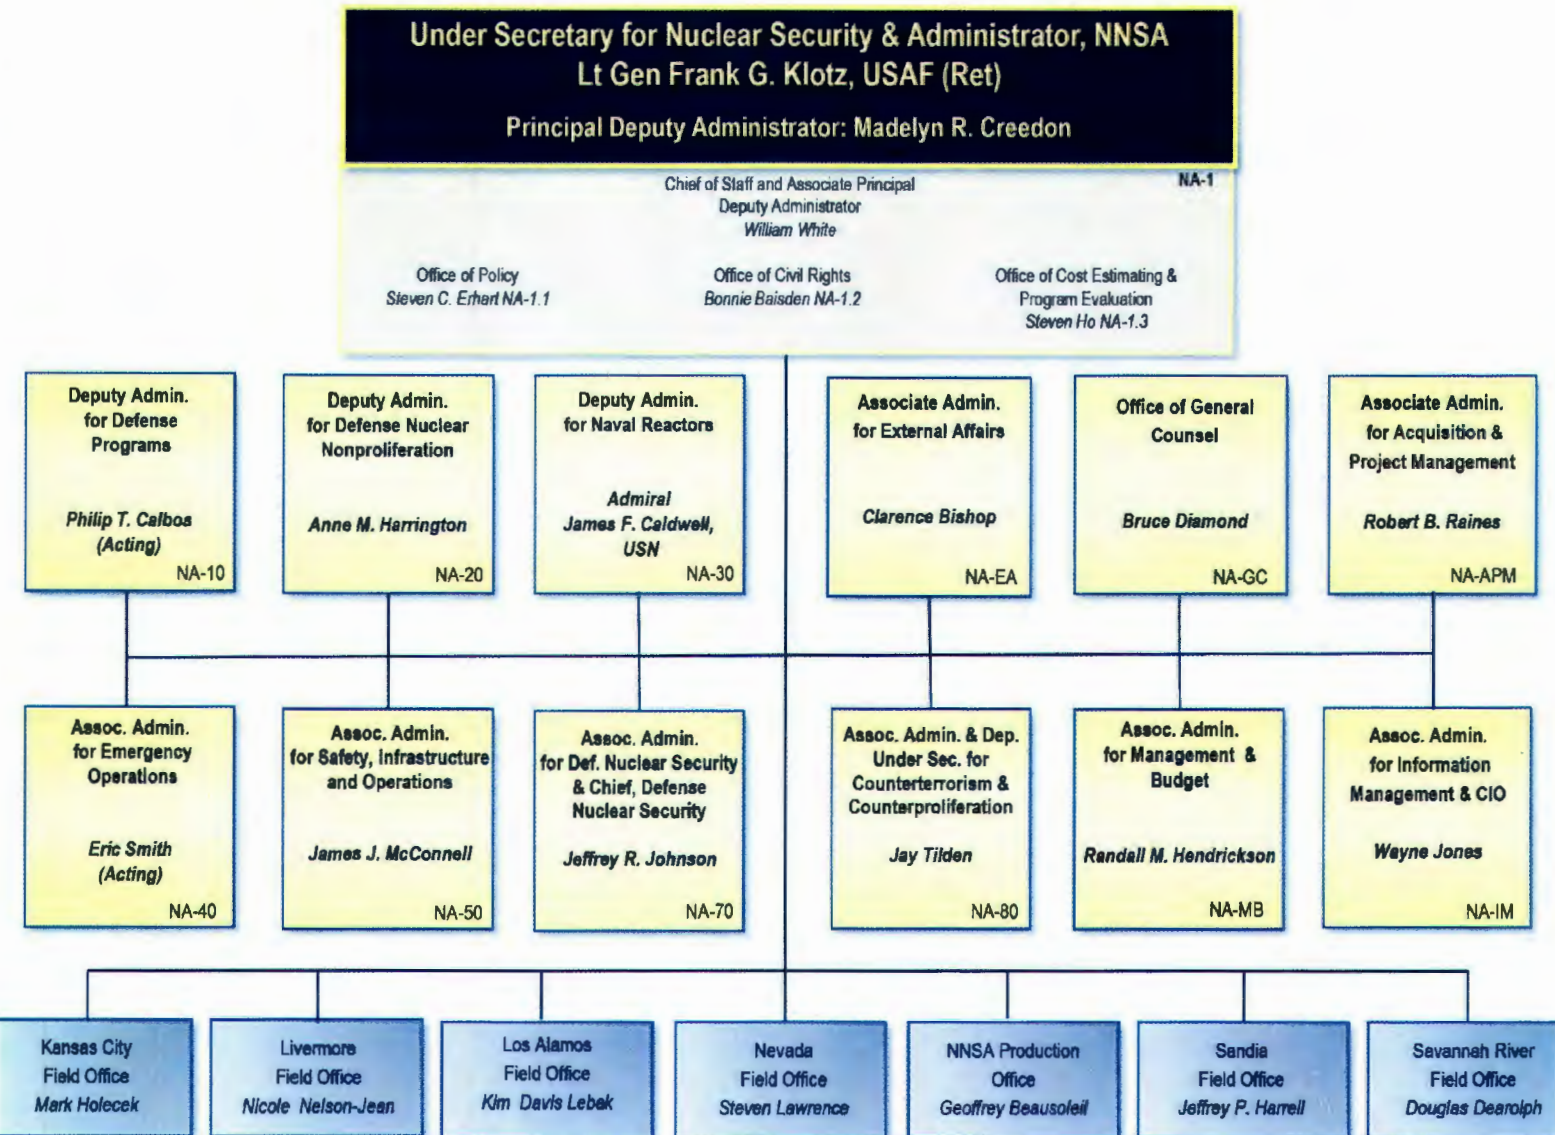 Under Secretary for Nuclear Security & Administrator, NNSA
Lt Gen Frank G. Klotz, USAF (Ret)
Principal Deputy Administrator: Madelyn R. Creedon
NA-1
Chief of Staff and Associate Principal
Deputy Administrator
William White
Office of Policy
Steven C. Erhart NA-1.1
Office of Civil Rights
Bonnie Baisden NA-1.2
Office of Cost Estimating &
Program Evaluation
Steven Ho NA-1.3
Deputy Admin.
for Defense
Programs
Philip T. Calbos
(Acting)
NA-10
Deputy Admin.
for Defense Nuclear
Nonproliferation
Anne M. Harrington
NA-20
Deputy Admin.
for Naval Reactors
Admiral
James F. Caldwell,
USN
NA-30
Associate Admin.
for External Affairs
Clarence Bishop
NA-EA
Office of General
Counsel
Bruce Diamond
NA-GC
Associate Admin.
for Acquisition &
Project Management
Robert B. Raines
NA-APM
Assoc. Admin.
for Emergency
Operations
Eric Smith
(Acting)
NA-40
Assoc. Admin.
for Safety, Infrastructure
and Operations
James J. McConnell
NA-50
Assoc. Admin.
for Def. Nuclear Security
& Chief, Defense
Nuclear Security
Jeffrey R. Johnson
NA-70
Assoc. Admin. & Dep.
Under Sec. for
Counterterrorism &
Counterproliferation
Jay Tilden
NA-80
Assoc. Admin.
for Management &
Budget
Randall M. Hendrickson
NA-MB
Assoc. Admin.
for Information
Management & CIO
Wayne Jones
NA-IM
Kansas City
Field Office
Mark Holecek
Livermore
Field Office
Nicole Nelson-Jean
Los Alamos
Field Office
Kim Davis Lebak
Nevada
Field Office
Steven Lawrence
NNSA Production
Office
Geoffrey Beausoleil
Sandia
Field Office
Jeffrey P. Harrell
Savannah River
Field Office
Douglas Dearolph